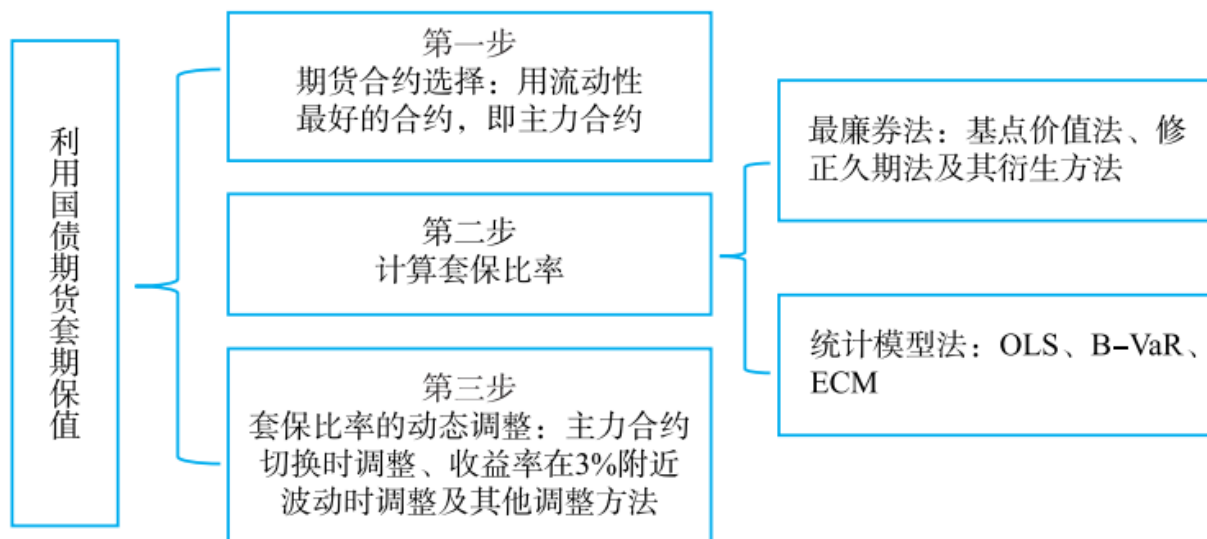 利用国债期货套期保值
第一步
期货合约选择：用流动性
最好的合约，即主力合约
第二步
计算套保比率
第三步
套保比率的动态调整：主力合约
切换时调整、收益率在3%附近
波动时调整及其他调整方法
最廉券法：基点价值法、修
正久期法及其衍生方法
统计模型法：OLS、B-VaR、
ECM